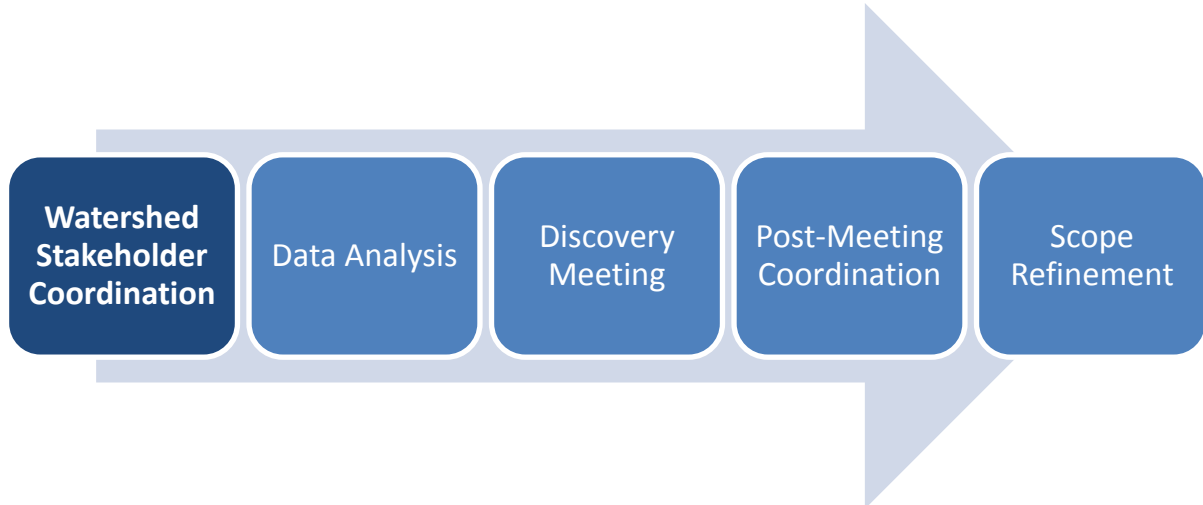 Watershed
Stakeholder
Coordination
Data Analysis
Discovery
Meeting
Post-Meeting
Coordination
Scope
Refinement